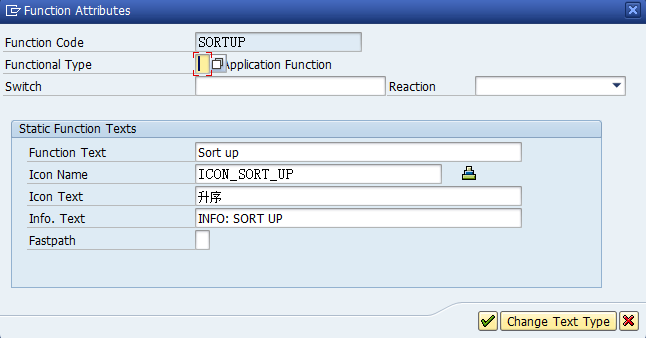 Function Attributes
Function Code SORTUP
Functional Type Application Function
Switch Reaction
Static Function Texts
Function Text Sort up
Icon Name ICON_SORT_UP
Icon Text 升序
Info. Text INFO: SORT UP
Fastpath
Change Text Type